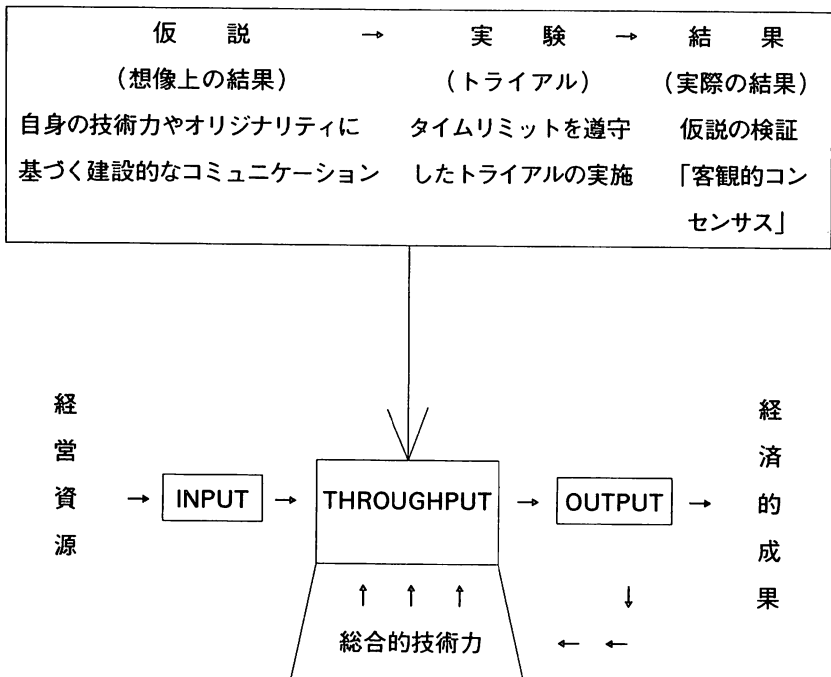 仮説 → 実験 → 結果
(想像上の結果) (トライアル) (実際の結果)
自身の技術力やオリジナリティに タイムリミットを遵守 仮説の検証
基づく建設的なコミュニケーション したトライアルの実施 「客観的コン
センサス」
経営資源
→ INPUT → THROUGHPUT → OUTPUT →
経済的成果
↑ ↑ ↑ ↓
総合的技術力 ← ←